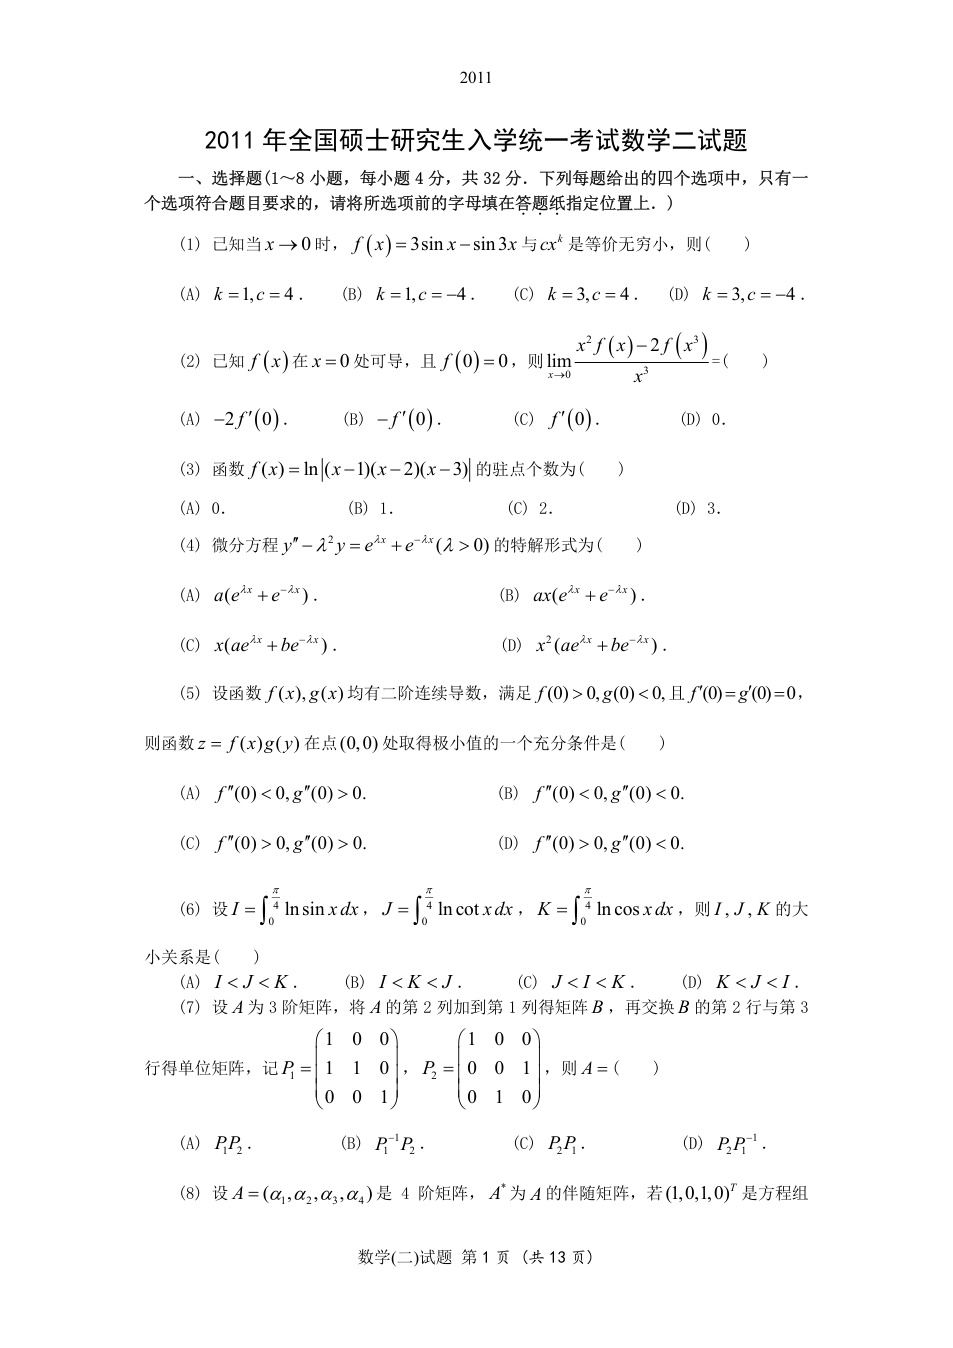 2011
2011 年全国硕士研究生入学统一考试数学二试题
一、选择题(1～8 小题，每小题 4 分，共 32 分．下列每题给出的四个选项中，只有一
个选项符合题目要求的，请将所选项前的字母填在答题纸指定位置上．)
(1) 已知当 x → 0 时， f(x) = 3sin x − sin 3x 与 cx^k 是等价无穷小，则(　　)
(A) k = 1, c = 4．　(B) k = 1, c = −4．　(C) k = 3, c = 4．　(D) k = 3, c = −4．
(2) 已知 f(x) 在 x = 0 处可导，且 f(0) = 0，则 lim_{x→0} (x² f(x) − 2f(x³))/x³ =(　　)
(A) −2f′(0)．　(B) −f′(0)．　(C) f′(0)．　(D) 0．
(3) 函数 f(x) = ln|(x−1)(x−2)(x−3)| 的驻点个数为(　　)
(A) 0．　(B) 1．　(C) 2．　(D) 3．
(4) 微分方程 y″ − λ²y = e^{λx} + e^{−λx}(λ > 0) 的特解形式为(　　)
(A) a(e^{λx} + e^{−λx})．　(B) ax(e^{λx} + e^{−λx})．
(C) x(ae^{λx} + be^{−λx})．　(D) x²(ae^{λx} + be^{−λx})．
(5) 设函数 f(x), g(x) 均有二阶连续导数，满足 f(0) > 0, g(0) < 0, 且 f′(0) = g′(0) = 0，
则函数 z = f(x)g(y) 在点 (0,0) 处取得极小值的一个充分条件是(　　)
(A) f″(0) < 0, g″(0) > 0.　(B) f″(0) < 0, g″(0) < 0.
(C) f″(0) > 0, g″(0) > 0.　(D) f″(0) > 0, g″(0) < 0.
(6) 设 I = ∫_0^{π/4} ln sin x dx，J = ∫_0^{π/4} ln cot x dx，K = ∫_0^{π/4} ln cos x dx，则 I, J, K 的大
小关系是(　　)
(A) I < J < K．　(B) I < K < J．　(C) J < I < K．　(D) K < J < I．
(7) 设 A 为 3 阶矩阵，将 A 的第 2 列加到第 1 列得矩阵 B，再交换 B 的第 2 行与第 3
行得单位矩阵，记 P₁ = (1 0 0; 1 1 0; 0 0 1)，P₂ = (1 0 0; 0 0 1; 0 1 0)，则 A =(　　)
(A) P₁P₂．　(B) P₁⁻¹P₂．　(C) P₂P₁．　(D) P₂P₁⁻¹．
(8) 设 A = (α₁, α₂, α₃, α₄) 是 4 阶矩阵，A* 为 A 的伴随矩阵，若 (1,0,1,0)^T 是方程组
数学(二)试题 第 1 页 (共 13 页)